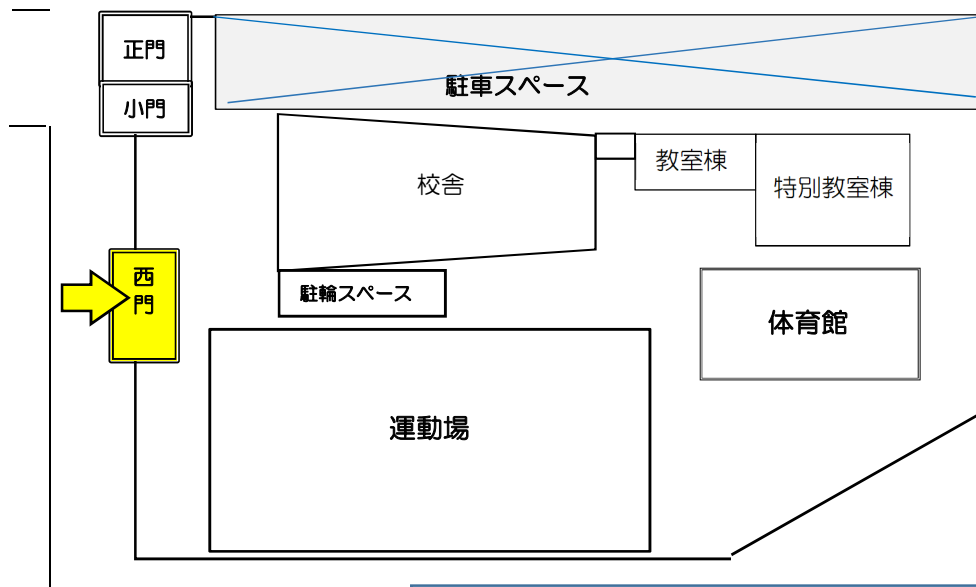 正門
駐車スペース
小門
教室棟
校舎
特別教室棟
西
門
駐輪スペース
体育館
運動場